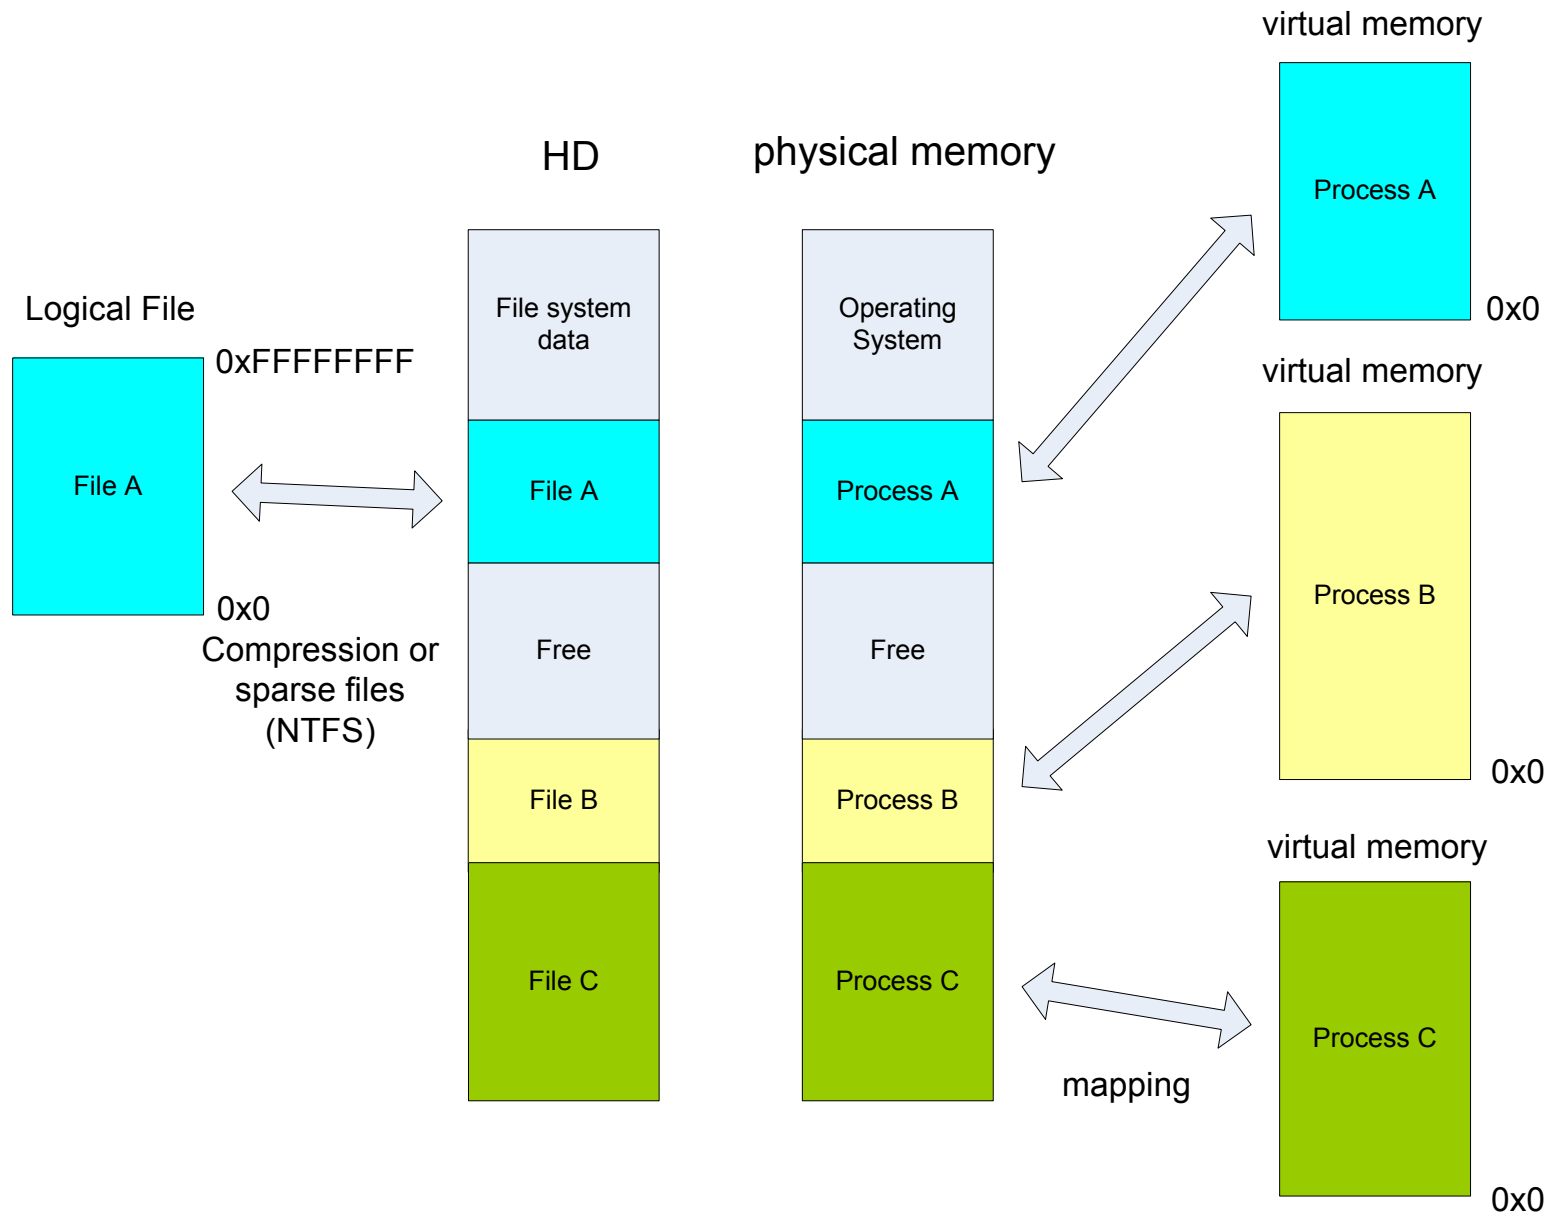 virtual memory
Process A
0x0
HD
physical memory
Logical File
0xFFFFFFFF
File A
0x0
Compression or
sparse files
(NTFS)
File system
data
File A
Free
File B
File C
Operating
System
Process A
Free
Process B
Process C
virtual memory
Process B
0x0
virtual memory
Process C
mapping
0x0